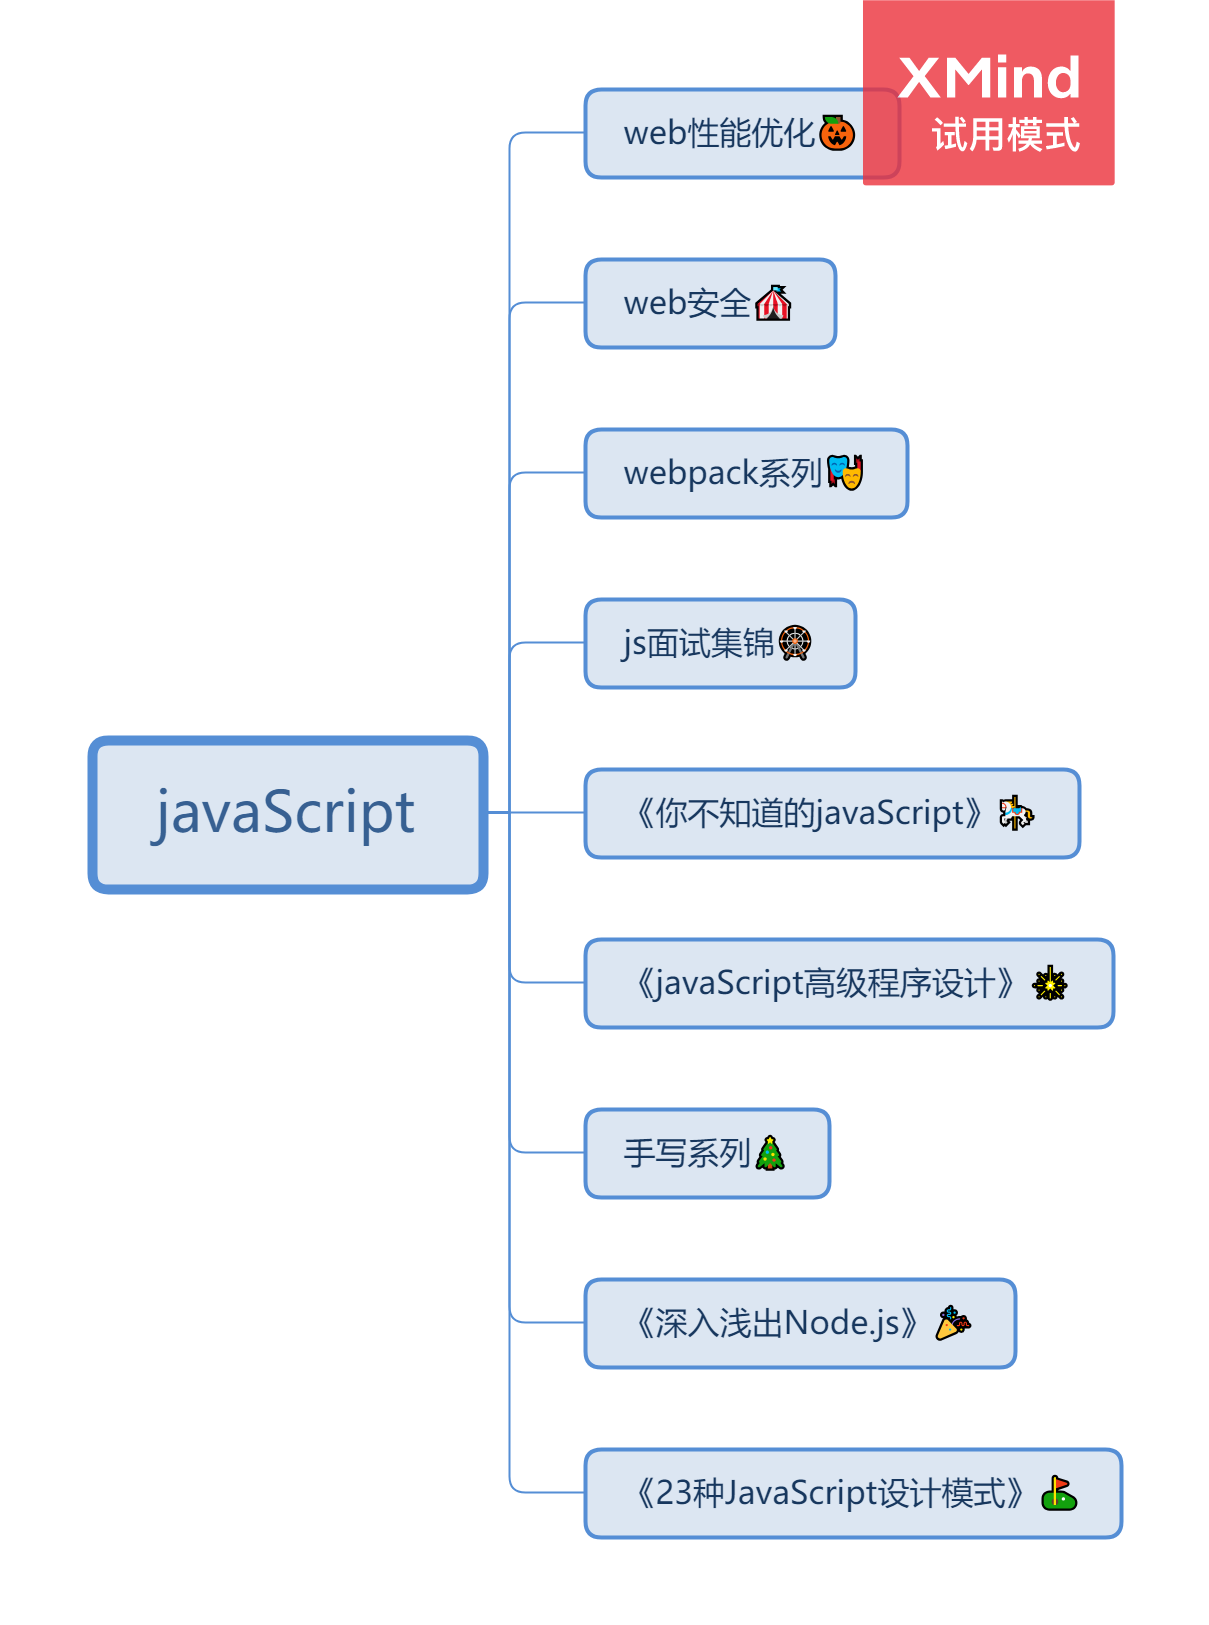 XMind
试用模式
web性能优化🎃
web安全🎪
webpack系列🎭
js面试集锦🎡
javaScript
《你不知道的javaScript》🎠
《javaScript高级程序设计》🎇
手写系列🎄
《深入浅出Node.js》🎉
《23种JavaScript设计模式》⛳